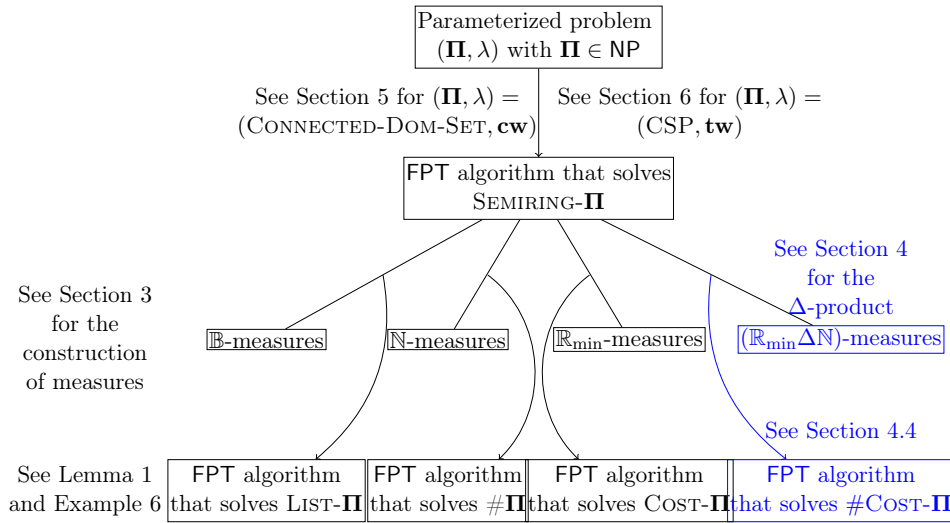 Parameterized problem
(Π, λ) with Π ∈ NP
See Section 5 for (Π, λ) =
(CONNECTED-DOM-SET, cw)
See Section 6 for (Π, λ) =
(CSP, tw)
FPT algorithm that solves
SEMIRING-Π
See Section 4
for the
Δ-product
See Section 3
for the
construction
of measures
𝔹-measures
ℕ-measures
ℝmin-measures
(ℝminΔℕ)-measures
See Section 4.4
See Lemma 1
and Example 6
FPT algorithm
that solves LIST-Π
FPT algorithm
that solves #Π
FPT algorithm
that solves COST-Π
FPT algorithm
that solves #COST-Π